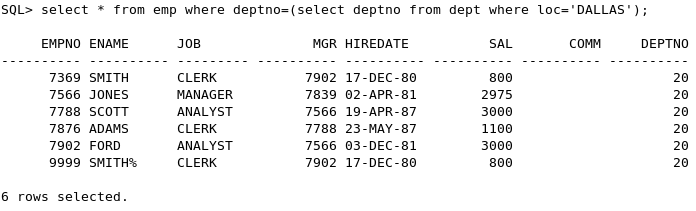 SQL> select * from emp where deptno=(select deptno from dept where loc='DALLAS');
EMPNO ENAME JOB MGR HIREDATE SAL COMM DEPTNO
---------- ---------- --------- ---------- --------- ---------- ---------- ----------
7369 SMITH CLERK 7902 17-DEC-80 800 20
7566 JONES MANAGER 7839 02-APR-81 2975 20
7788 SCOTT ANALYST 7566 19-APR-87 3000 20
7876 ADAMS CLERK 7788 23-MAY-87 1100 20
7902 FORD ANALYST 7566 03-DEC-81 3000 20
9999 SMITH% CLERK 7902 17-DEC-80 800 20
6 rows selected.